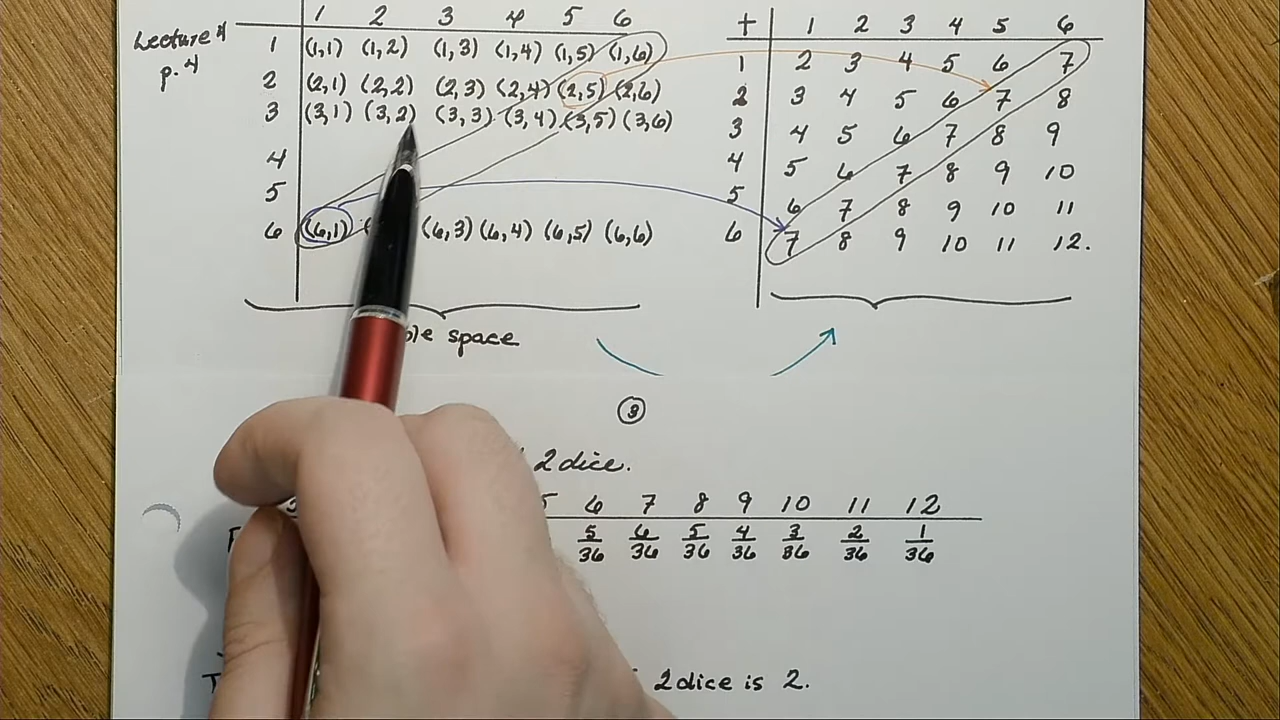 Lecture 4
p. 4
1 2 3 4 5 6
1 (1,1) (1,2) (1,3) (1,4) (1,5) (1,6)
2 (2,1) (2,2) (2,3) (2,4) (2,5) (2,6)
3 (3,1) (3,2) (3,3) (3,4) (3,5) (3,6)
4
5
6 (6,1) (6,3) (6,4) (6,5) (6,6)
space
+ 1 2 3 4 5 6
1 2 3 4 5 6 7
2 3 4 5 6 7 8
3 4 5 6 7 8 9
4 5 6 7 8 9 10
5 6 7 8 9 10 11
6 7 8 9 10 11 12.
3
2 dice.
6 7 8 9 10 11 12
5/36 6/36 5/36 4/36 3/36 2/36 1/36
2 dice is 2.